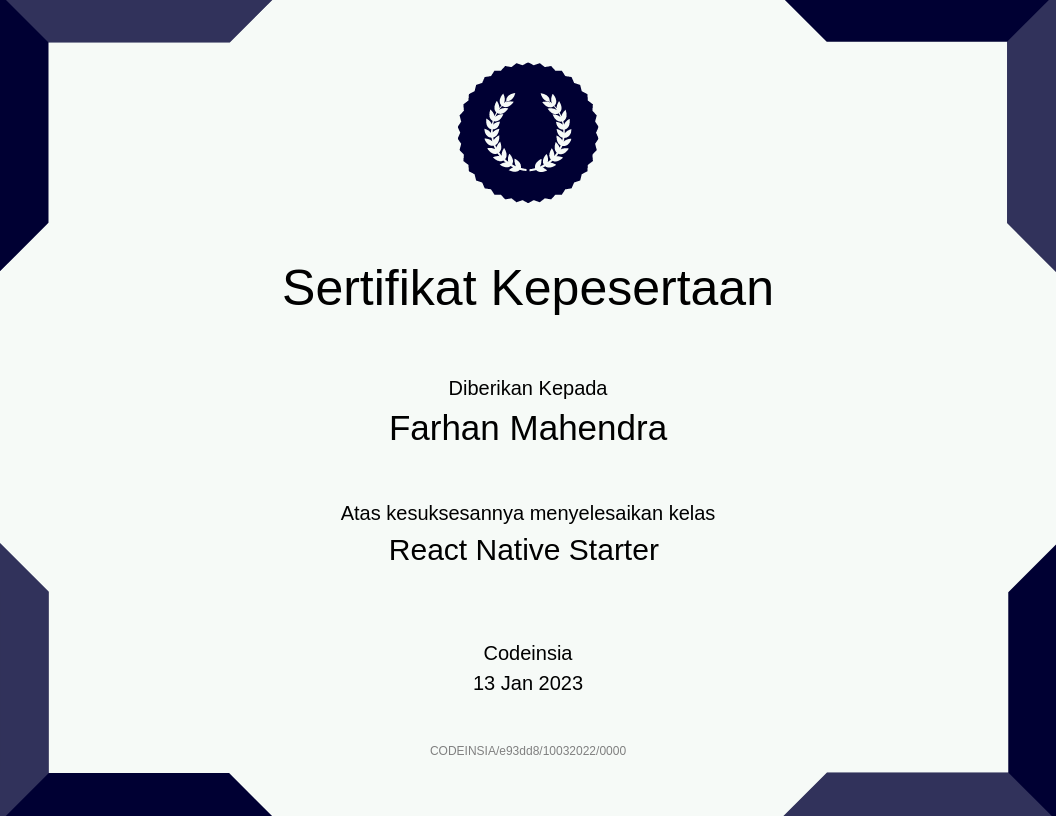 Sertifikat Kepesertaan
Diberikan Kepada
Farhan Mahendra
Atas kesuksesannya menyelesaikan kelas
React Native Starter
Codeinsia
13 Jan 2023
CODEINSIA/e93dd8/10032022/0000